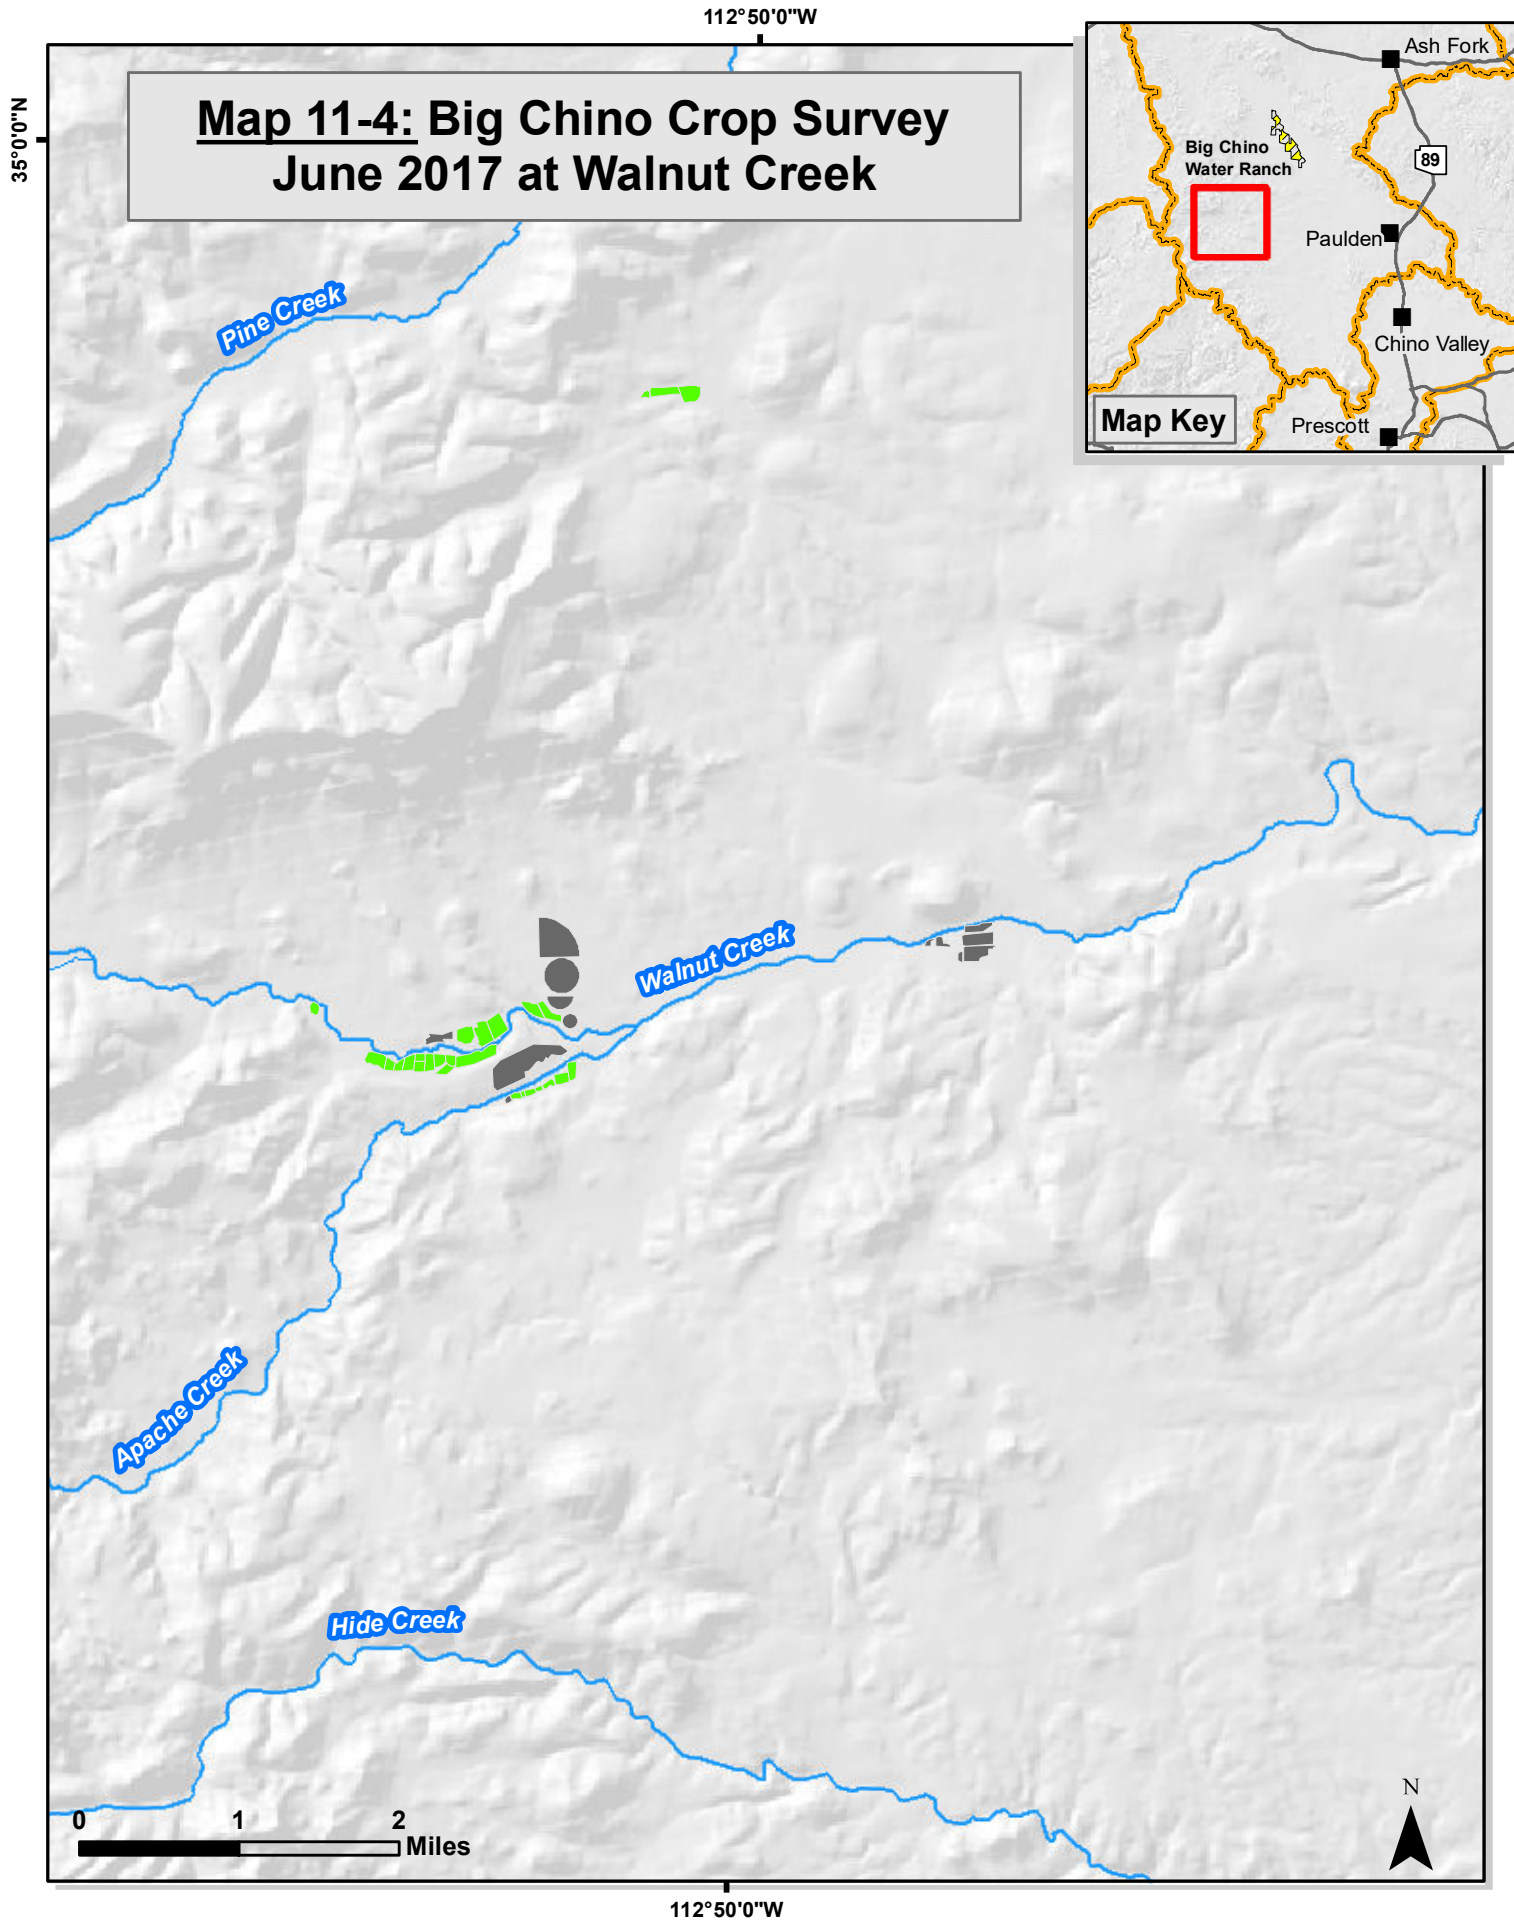 112°50'0"W
35°0'0"N
Map 11-4: Big Chino Crop Survey
June 2017 at Walnut Creek
Ash Fork
Big Chino
Water Ranch
89
Paulden
Chino Valley
Prescott
Map Key
Pine Creek
Walnut Creek
Apache Creek
Hide Creek
0 1 2
Miles
N
112°50'0"W